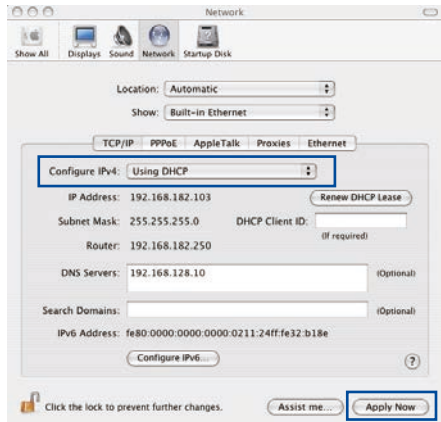 Network
Show All Displays Sound Network Startup Disk
Location: Automatic
Show: Built-in Ethernet
TCP/IP PPPoE AppleTalk Proxies Ethernet
Configure IPv4: Using DHCP
IP Address: 192.168.182.103 Renew DHCP Lease
Subnet Mask: 255.255.255.0 DHCP Client ID:
(If required)
Router: 192.168.182.250
DNS Servers: 192.168.128.10 (Optional)
Search Domains: (Optional)
IPv6 Address: fe80:0000:0000:0000:0211:24ff:fe32:b18e
Configure IPv6... ?
Click the lock to prevent further changes. Assist me... Apply Now